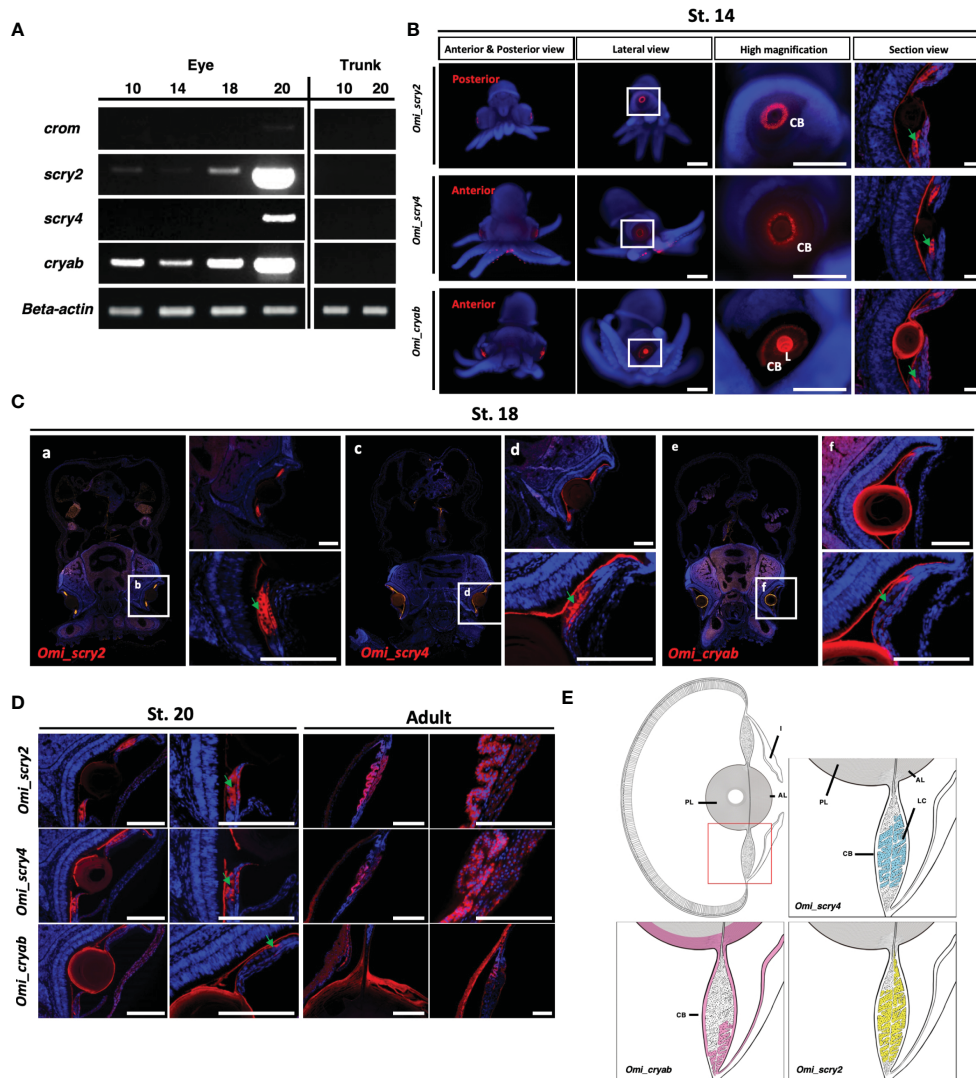 A
Eye Trunk
10 14 18 20 10 20
crom
scry2
scry4
cryab
Beta-actin
B
St. 14
Anterior & Posterior view Lateral view High magnification Section view
Omi_scry2
Posterior
CB
Omi_scry4
Anterior
CB
Omi_cryab
Anterior
L
CB
C
St. 18
a
b
Omi_scry2
c
d
Omi_scry4
d
e
f
Omi_cryab
f
D
St. 20 Adult
Omi_scry2
Omi_scry4
Omi_cryab
E
I
PL
AL
PL
AL
LC
CB
Omi_scry4
CB
Omi_cryab
Omi_scry2